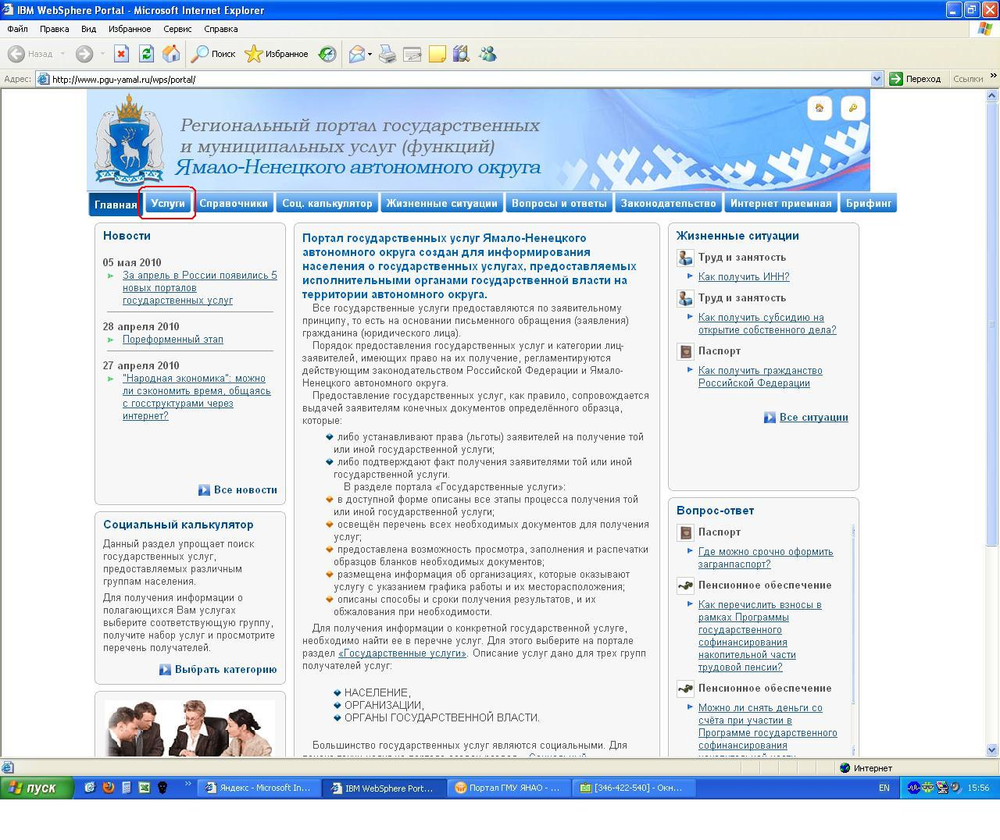 IBM WebSphere Portal - Microsoft Internet Explorer
Файл Правка Вид Избранное Сервис Справка
Назад Поиск Избранное
Адрес: http://www.pgu-yamal.ru/wps/portal/ Переход Ссылки »
Региональный портал государственных
и муниципальных услуг (функций)
Ямало-Ненецкого автономного округа
Главная Услуги Справочники Соц. калькулятор Жизненные ситуации Вопросы и ответы Законодательство Интернет приемная Брифинг
Новости
05 мая 2010
За апрель в России появились 5
новых порталов
государственных услуг
28 апреля 2010
Пореформенный этап
27 апреля 2010
"Народная экономика": можно
ли сэкономить время, общаясь
с госструктурами через
интернет?
Все новости
Социальный калькулятор
Данный раздел упрощает поиск
государственных услуг,
предоставляемых различным
группам населения.
Для получения информации о
полагающихся Вам услугах
выберите соответствующую группу,
получите набор услуг и просмотрите
перечень получателей.
Выбрать категорию
Портал государственных услуг Ямало-Ненецкого
автономного округа создан для информирования
населения о государственных услугах, предоставляемых
исполнительными органами государственной власти на
территории автономного округа.
Все государственные услуги предоставляются по заявительному
принципу, то есть на основании письменного обращения (заявления)
гражданина (юридического лица).
Порядок предоставления государственных услуг и категории лиц-
заявителей, имеющих право на их получение, регламентируются
действующим законодательством Российской Федерации и Ямало-
Ненецкого автономного округа.
Предоставление государственных услуг, как правило, сопровождается
выдачей заявителям конечных документов определённого образца,
которые:
либо устанавливают права (льготы) заявителей на получение той
или иной государственной услуги;
либо подтверждают факт получения заявителями той или иной
государственной услуги.
В разделе портала «Государственные услуги»:
в доступной форме описаны все этапы процесса получения той
или иной государственной услуги;
освещён перечень всех необходимых документов для получения
услуг;
предоставлена возможность просмотра, заполнения и распечатки
образцов бланков необходимых документов;
размещена информация об организациях, которые оказывают
услугу с указанием графика работы и их месторасположения;
описаны способы и сроки получения результатов, и их
обжалования при необходимости.
Для получения информации о конкретной государственной услуге,
необходимо найти ее в перечне услуг. Для этого выберите на портале
раздел «Государственные услуги». Описание услуг дано для трех групп
получателей услуг:
НАСЕЛЕНИЕ,
ОРГАНИЗАЦИИ,
ОРГАНЫ ГОСУДАРСТВЕННОЙ ВЛАСТИ.
Большинство государственных услуг являются социальными. Для
Жизненные ситуации
Труд и занятость
Как получить ИНН?
Труд и занятость
Как получить субсидию на
открытие собственного дела?
Паспорт
Как получить гражданство
Российской Федерации
Все ситуации
Вопрос-ответ
Паспорт
Где можно срочно оформить
загранпаспорт?
Пенсионное обеспечение
Как перечислить взносы в
рамках Программы
государственного
софинансирования
накопительной части
трудовой пенсии?
Пенсионное обеспечение
Можно ли снять деньги со
счёта при участии в
Программе государственного
софинансирования
Интернет
пуск » Яндекс - Microsoft In... IBM WebSphere Port... Портал ГМУ ЯНАО - ... [346-422-540] - Окн... EN 15:56